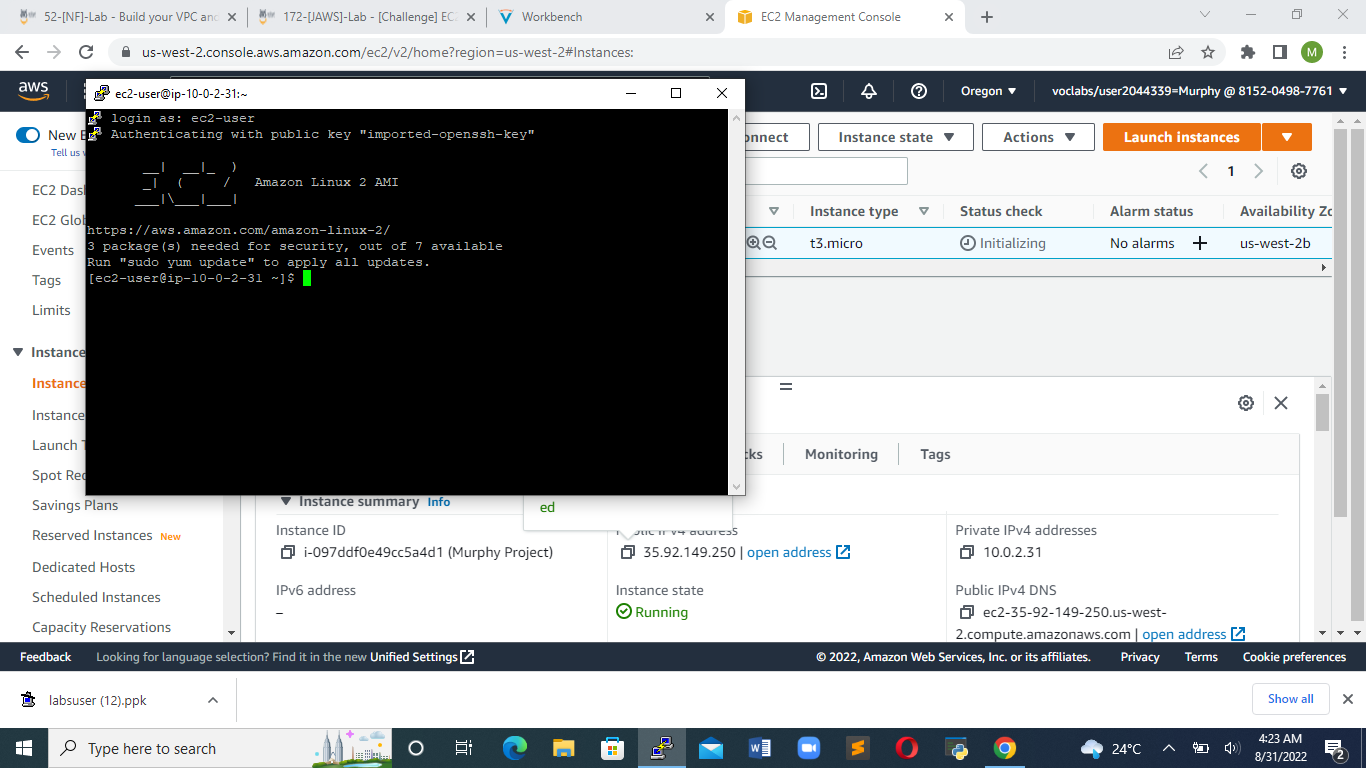 52-[NF]-Lab - Build your VPC and
172-[JAWS]-Lab - [Challenge] EC2
Workbench
EC2 Management Console
us-west-2.console.aws.amazon.com/ec2/v2/home?region=us-west-2#Instances:
M
aws
Oregon
voclabs/user2044339=Murphy @ 8152-0498-7761
ec2-user@ip-10-0-2-31:~
login as: ec2-user
Authenticating with public key "imported-openssh-key"
Amazon Linux 2 AMI
https://aws.amazon.com/amazon-linux-2/
3 package(s) needed for security, out of 7 available
Run "sudo yum update" to apply all updates.
[ec2-user@ip-10-0-2-31 ~]$
New E
Tell us
EC2 Dash
EC2 Glob
Events
Tags
Limits
Instance
Instance
Instance
Launch T
Spot Req
Savings Plans
Reserved Instances New
Dedicated Hosts
Scheduled Instances
Capacity Reservations
onnect
Instance state
Actions
Launch instances
1
Instance type
Status check
Alarm status
Availability Zo
t3.micro
Initializing
No alarms
us-west-2b
cks
Monitoring
Tags
Instance summary Info
ed
Instance ID
i-097ddf0e49cc5a4d1 (Murphy Project)
Public IPv4 address
35.92.149.250 | open address
Private IPv4 addresses
10.0.2.31
IPv6 address
–
Instance state
Running
Public IPv4 DNS
ec2-35-92-149-250.us-west-
2.compute.amazonaws.com | open address
Feedback
Looking for language selection? Find it in the new Unified Settings
© 2022, Amazon Web Services, Inc. or its affiliates.
Privacy
Terms
Cookie preferences
labsuser (12).ppk
Show all
Type here to search
24°C
4:23 AM
8/31/2022
2